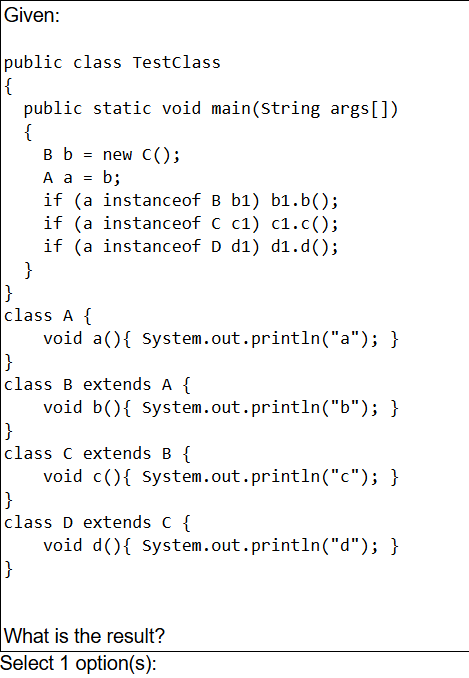 Given:
public class TestClass
{
  public static void main(String args[])
  {
    B b = new C();
    A a = b;
    if (a instanceof B b1) b1.b();
    if (a instanceof C c1) c1.c();
    if (a instanceof D d1) d1.d();
  }
}
class A {
    void a(){ System.out.println("a"); }
}
class B extends A {
    void b(){ System.out.println("b"); }
}
class C extends B {
    void c(){ System.out.println("c"); }
}
class D extends C {
    void d(){ System.out.println("d"); }
}
What is the result?
Select 1 option(s):